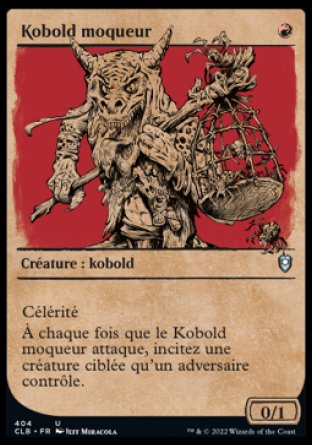 Kobold moqueur
Créature : kobold
Célérité
À chaque fois que le Kobold
moqueur attaque, incitez une
créature ciblée qu'un adversaire
contrôle.
0/1
404 U
CLB • FR Jeff Miracola
™ & © 2022 Wizards of the Coast